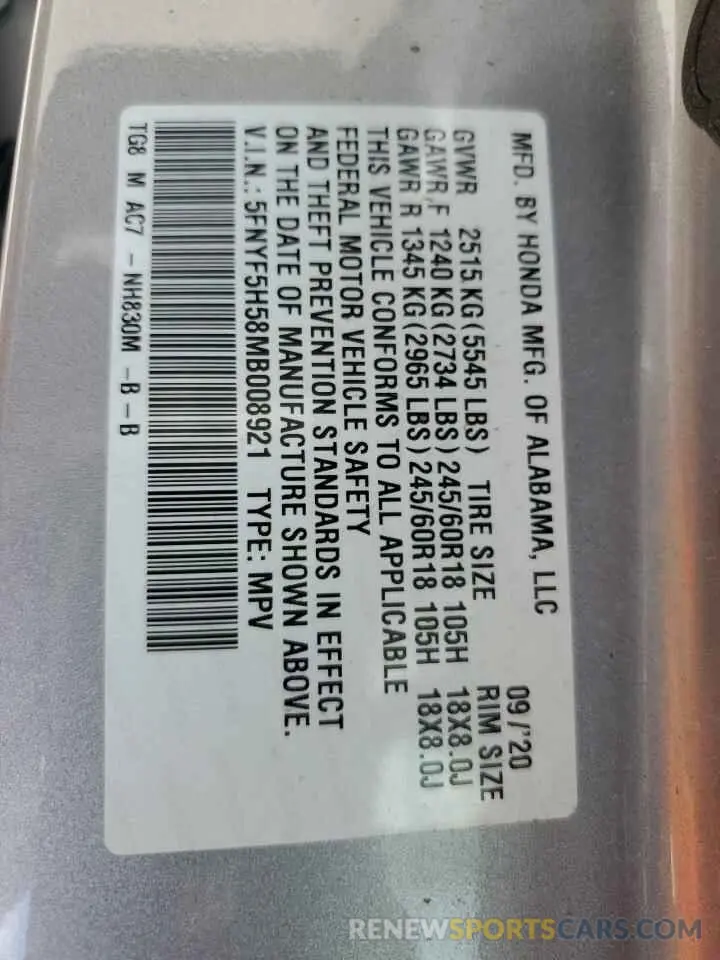 MFD. BY HONDA MFG. OF ALABAMA, LLC 09/'20
GVWR 2515 KG (5545 LBS) TIRE SIZE RIM SIZE
GAWR, F 1240 KG (2734 LBS) 245/60R18 105H 18X8.0J
GAWR R 1345 KG (2965 LBS) 245/60R18 105H 18X8.0J
THIS VEHICLE CONFORMS TO ALL APPLICABLE
FEDERAL MOTOR VEHICLE SAFETY
AND THEFT PREVENTION STANDARDS IN EFFECT
ON THE DATE OF MANUFACTURE SHOWN ABOVE.
V.I.N.: 5FNYF5H58MB008921 TYPE: MPV
TG8 M AC7 - NH830M -B -B
RENEWSPORTSCARS.COM